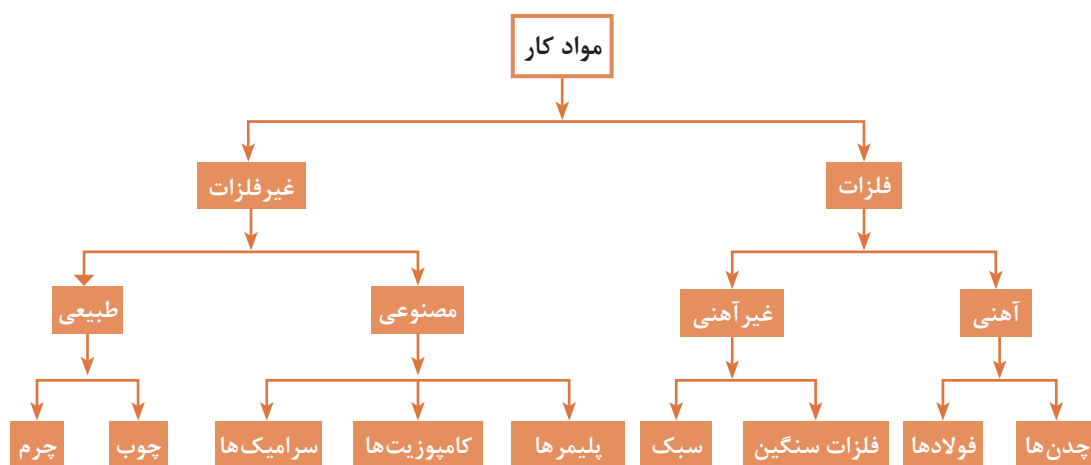 مواد کار
فلزات
غیرفلزات
آهنی
غیرآهنی
مصنوعی
طبیعی
چدن‌ها
فولادها
فلزات سنگین
سبک
پلیمرها
کامپوزیت‌ها
سرامیک‌ها
چوب
چرم